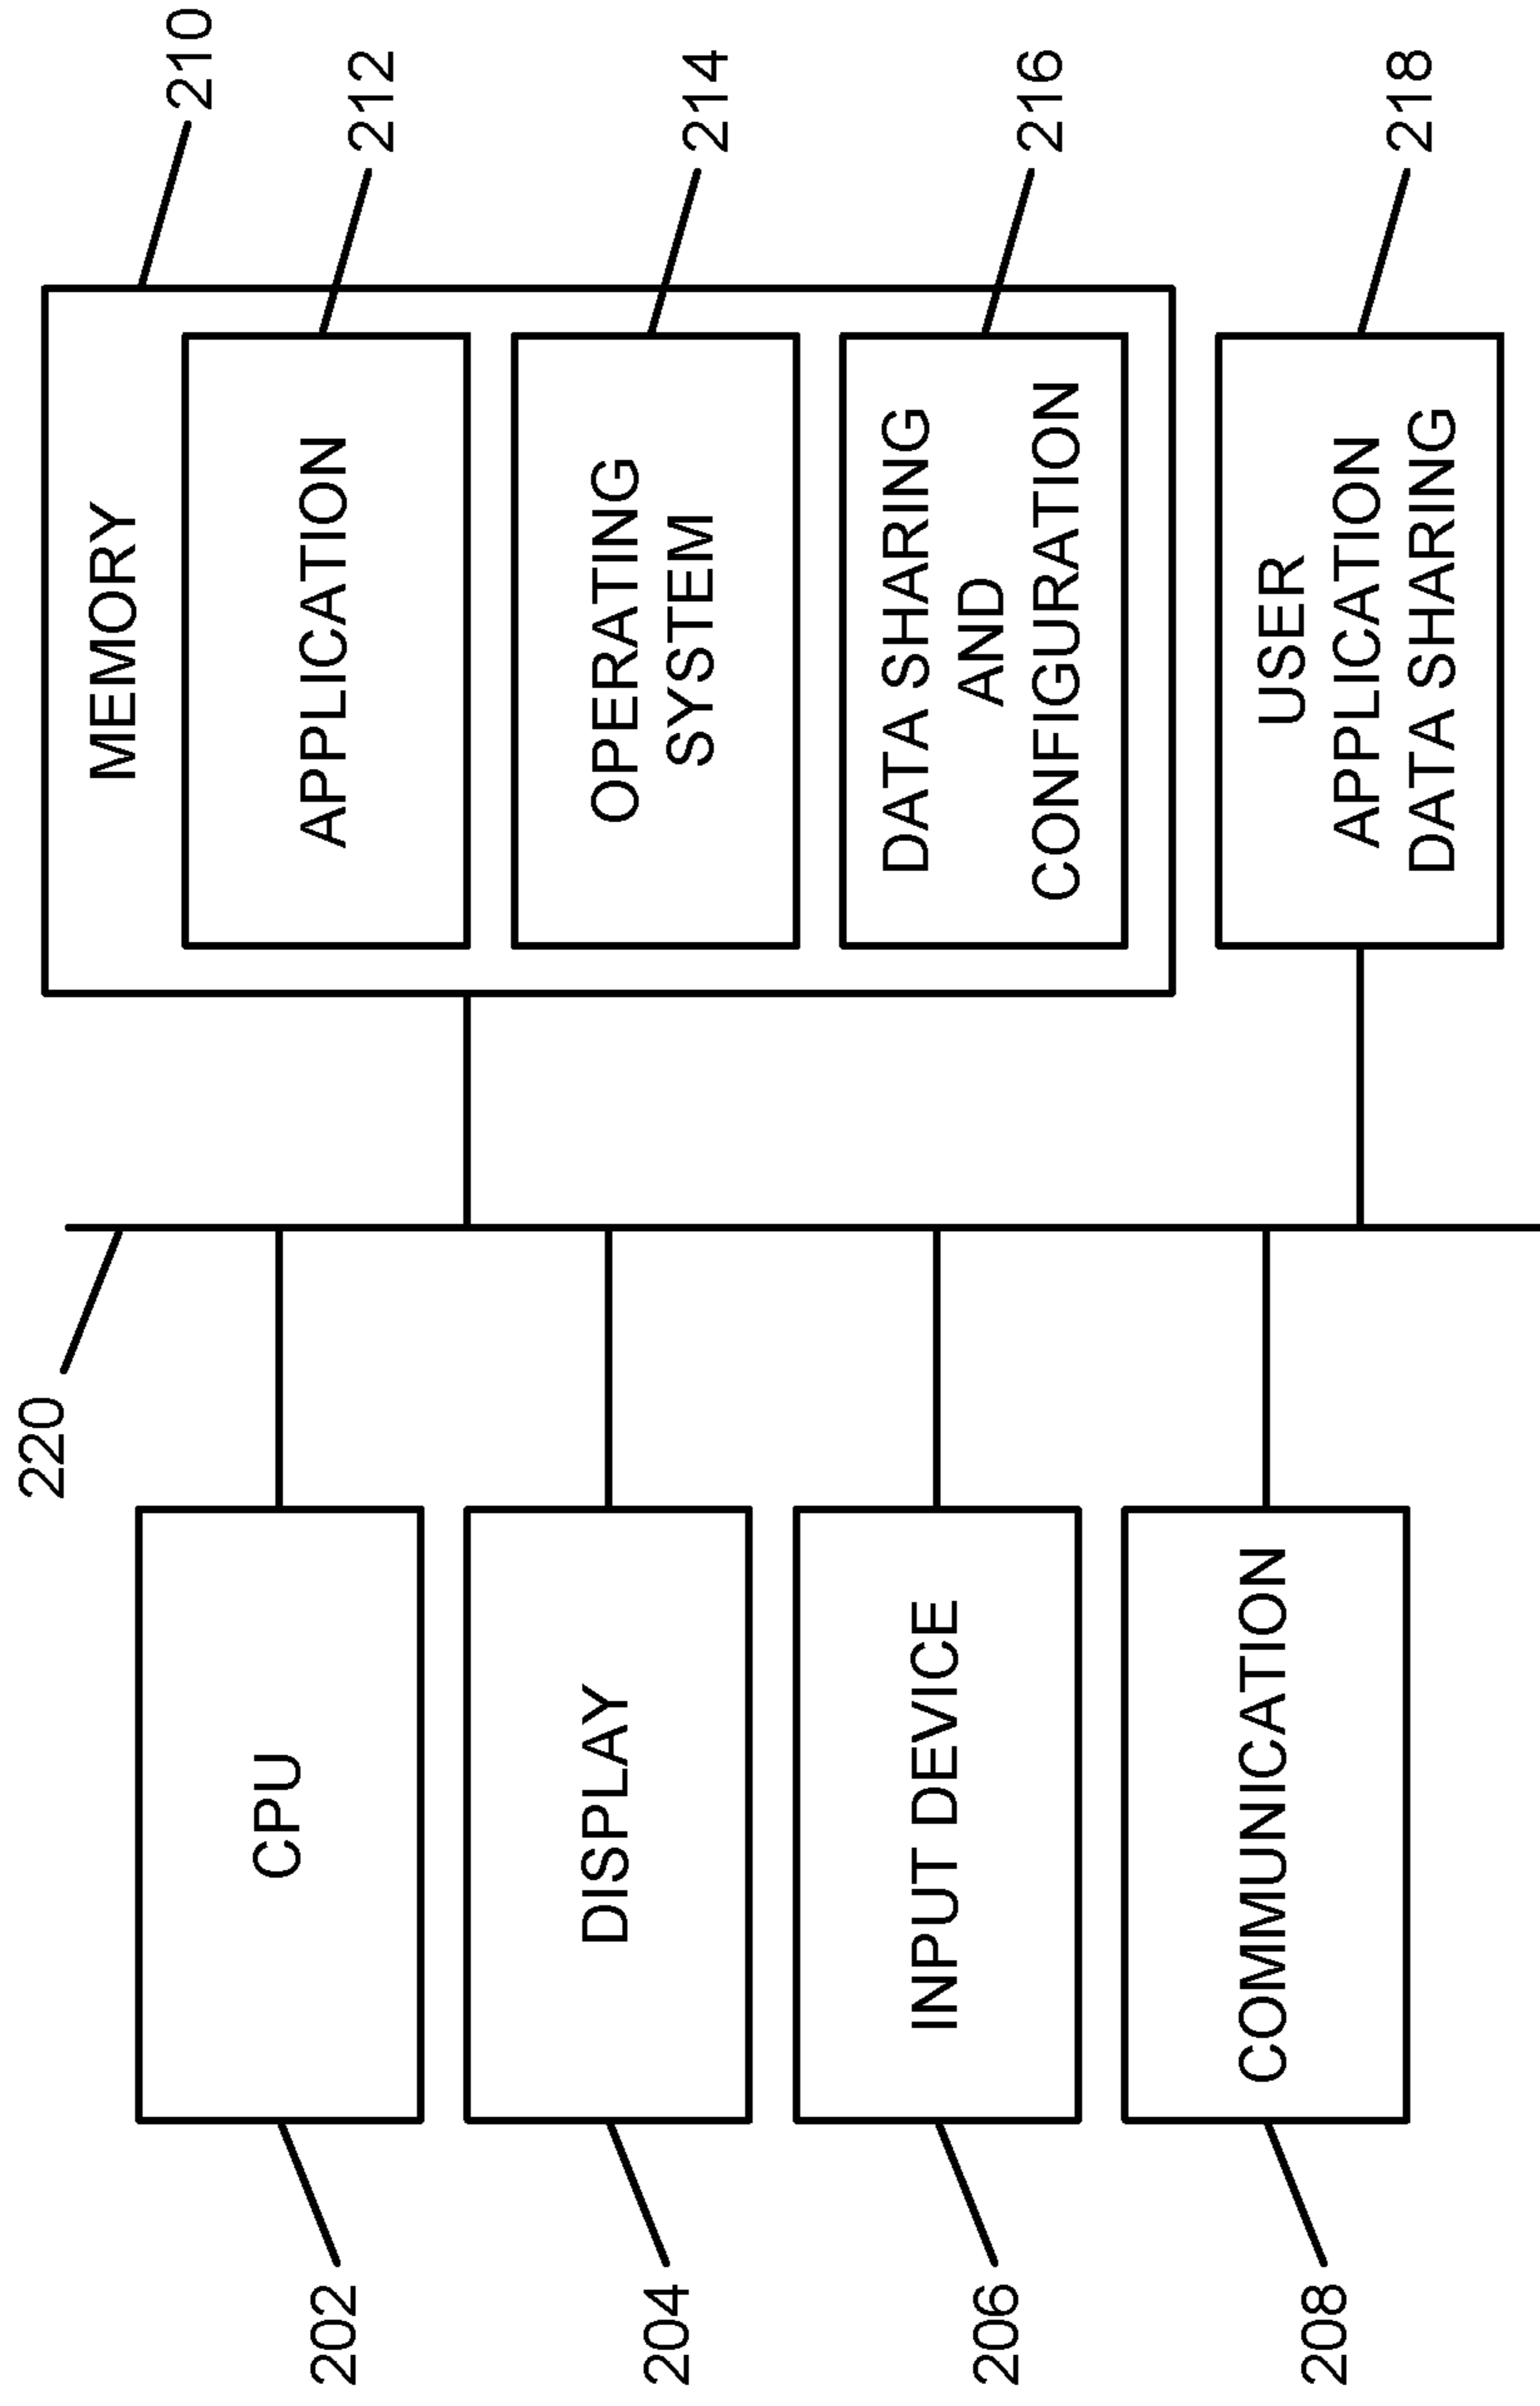 220
202
CPU
204
DISPLAY
206
INPUT DEVICE
208
COMMUNICATION
MEMORY
210
APPLICATION
212
OPERATING
SYSTEM
214
DATA SHARING
AND
CONFIGURATION
216
USER
APPLICATION
DATA SHARING
218